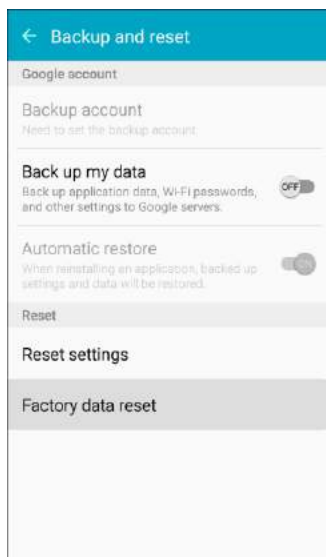 Backup and reset
Google account
Backup account
Need to set the backup account.
Back up my data
Back up application data, Wi-Fi passwords,
and other settings to Google servers.
OFF
Automatic restore
When reinstalling an application, backed up
settings and data will be restored.
ON
Reset
Reset settings
Factory data reset